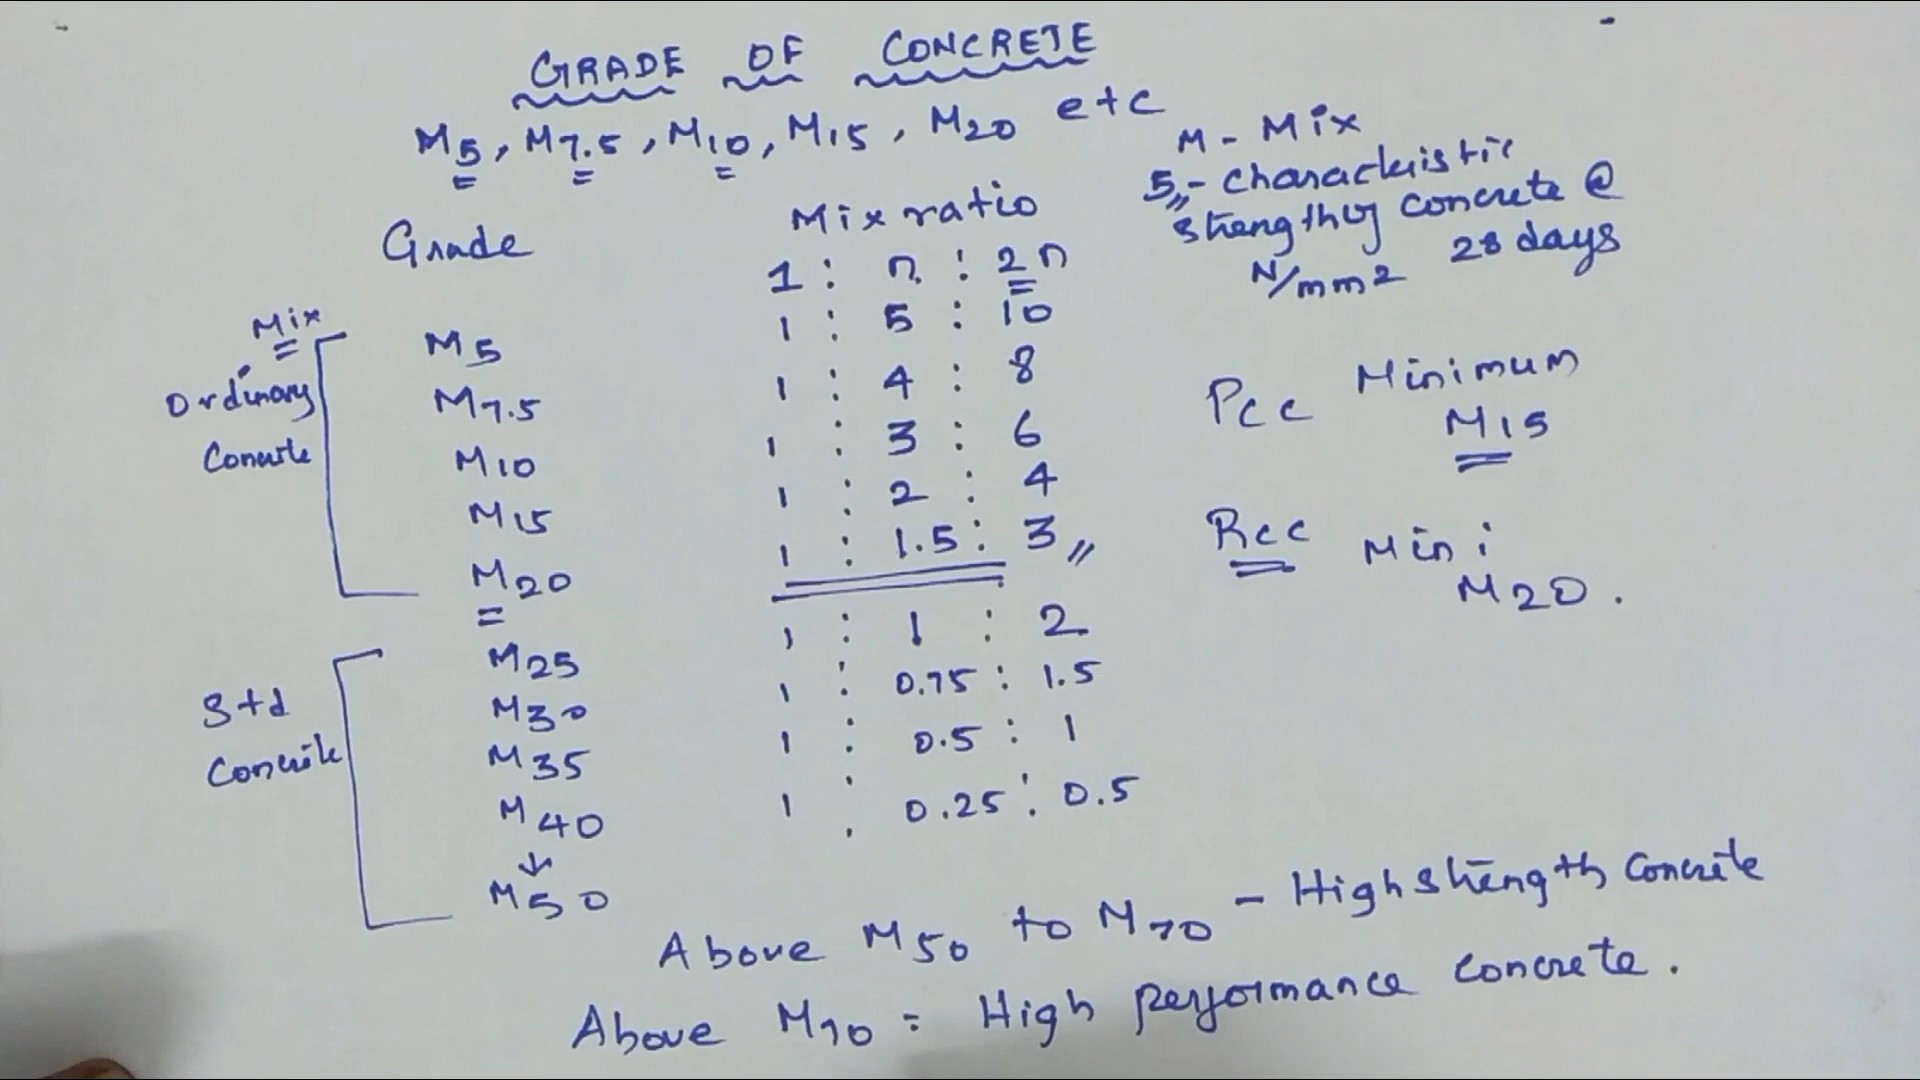 GRADE OF CONCRETE
M5, M7.5, M10, M15, M20 etc
M - Mix
5,, - Characteristic
strength of concrete @
28 days
N/mm2
Grade
Mix ratio
1 : n : 2n
Mix
Ordinary
Concrete
M5 1 : 5 : 10
M7.5 1 : 4 : 8
M10 1 : 3 : 6
M15 1 : 2 : 4
M20 1 : 1.5 : 3,,
PCC Minimum
M15
RCC Mini
M20.
Std
Concrete
M25 1 : 1 : 2
M30 1 : 0.75 : 1.5
M35 1 : 0.5 : 1
M40 1 : 0.25 : 0.5
↓
M50
Above M50 to M70 - High strength Concrete
Above M70 = High performance concrete.